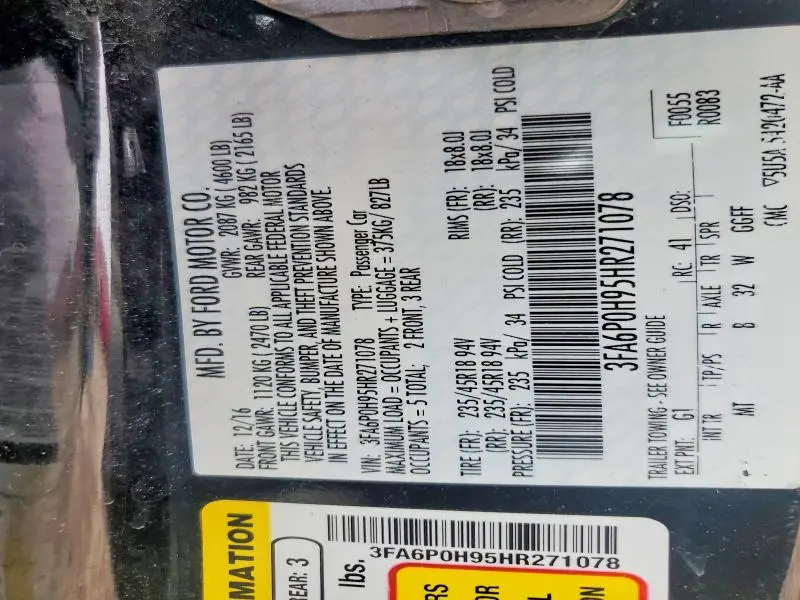 MFD. BY FORD MOTOR CO.
DATE: 12/16 GVWR: 2087 KG ( 4600 LB)
FRONT GAWR: 1120 KG ( 2470 LB) REAR GAWR: 982 KG ( 2165 LB)
THIS VEHICLE CONFORMS TO ALL APPLICABLE FEDERAL MOTOR
VEHICLE SAFETY, BUMPER, AND THEFT PREVENTION STANDARDS
IN EFFECT ON THE DATE OF MANUFACTURE SHOWN ABOVE.
VIN: 3FA6P0H95HR271078 TYPE: Passenger Car
MAXIMUM LOAD = OCCUPANTS + LUGGAGE = 375KG/ 827LB
OCCUPANTS = 5 TOTAL; 2 FRONT, 3 REAR
TIRE (FR): 235/45R18 94V RIMS (FR): 18x8.0J
(RR): 235/45R18 94V (RR): 18x8.0J
PRESSURE (FR): 235 kPa/ 34 PSI COLD (RR): 235 kPa/ 34 PSI COLD
3FA6P0H95HR271078
TRAILER TOWING - SEE OWNER GUIDE F0055
R0083
EXT PNT: G1 RC: 41 DSO:
INT TR TP/PS R AXLE TR SPR
MT 8 32 W GGFF
CMC
MATION
REAR: 3
lbs.
3FA6P0H95HR271078
RS
OR
L
ON